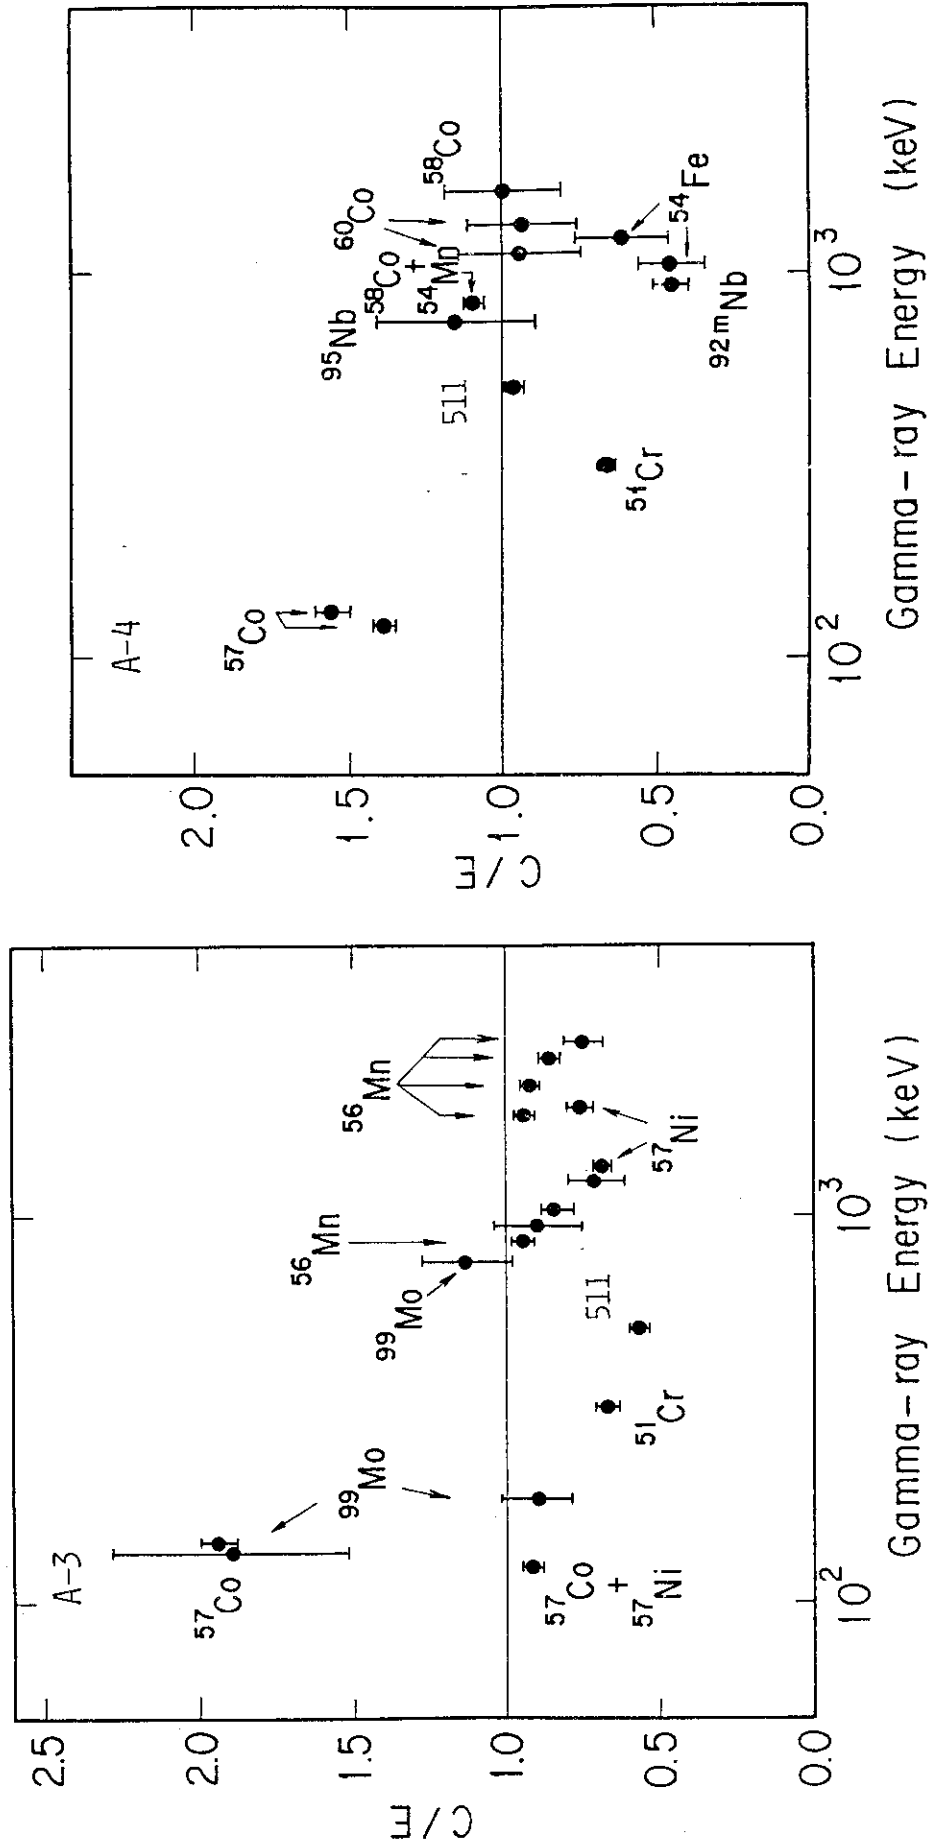 A-3
C/E
2.5
2.0
1.5
1.0
0.5
0.0
57Co
99Mo
57Co
+
57Ni
51Cr
511
99Mo
56Mn
56Mn
57Ni
10^2
10^3
Gamma-ray Energy (keV)
A-4
C/E
2.0
1.5
1.0
0.5
0.0
57Co
51Cr
511
95Nb
58Co
+
54Mn
60Co
58Co
92mNb
54Fe
10^2
10^3
Gamma-ray Energy (keV)